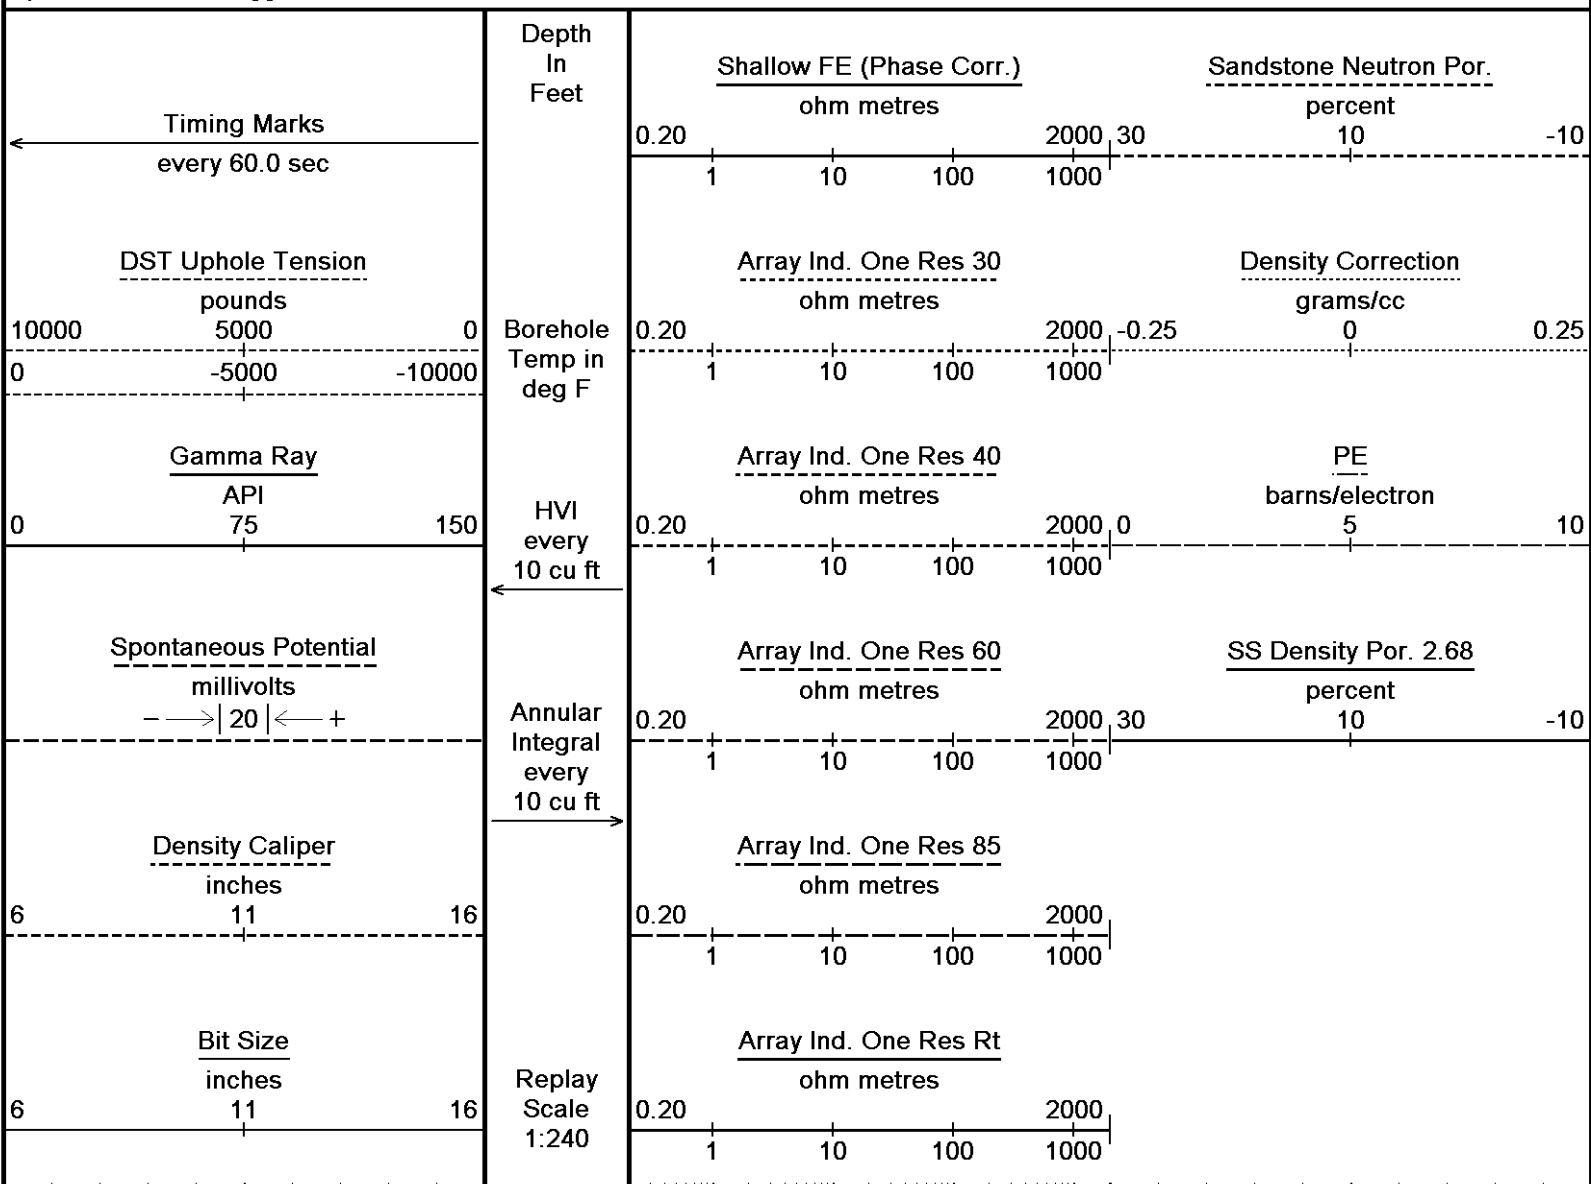 Timing Marks
every 60.0 sec
DST Uphole Tension
pounds
10000 5000 0
0 -5000 -10000
Gamma Ray
API
0 75 150
Spontaneous Potential
millivolts
− 20 +
Density Caliper
inches
6 11 16
Bit Size
inches
6 11 16
Depth
In
Feet
Borehole
Temp in
deg F
HVI
every
10 cu ft
Annular
Integral
every
10 cu ft
Replay
Scale
1:240
Shallow FE (Phase Corr.)
ohm metres
0.20 2000
1 10 100 1000
Array Ind. One Res 30
ohm metres
0.20 2000
1 10 100 1000
Array Ind. One Res 40
ohm metres
0.20 2000
1 10 100 1000
Array Ind. One Res 60
ohm metres
0.20 2000
1 10 100 1000
Array Ind. One Res 85
ohm metres
0.20 2000
1 10 100 1000
Array Ind. One Res Rt
ohm metres
0.20 2000
1 10 100 1000
Sandstone Neutron Por.
percent
30 10 -10
Density Correction
grams/cc
-0.25 0 0.25
PE
barns/electron
0 5 10
SS Density Por. 2.68
percent
30 10 -10